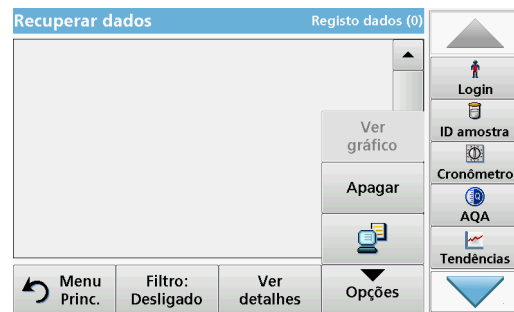 Recuperar dados
Registo dados (0)
Ver
gráfico
Apagar
Menu
Princ.
Filtro:
Desligado
Ver
detalhes
Opções
Login
ID amostra
Cronômetro
AQA
Tendências